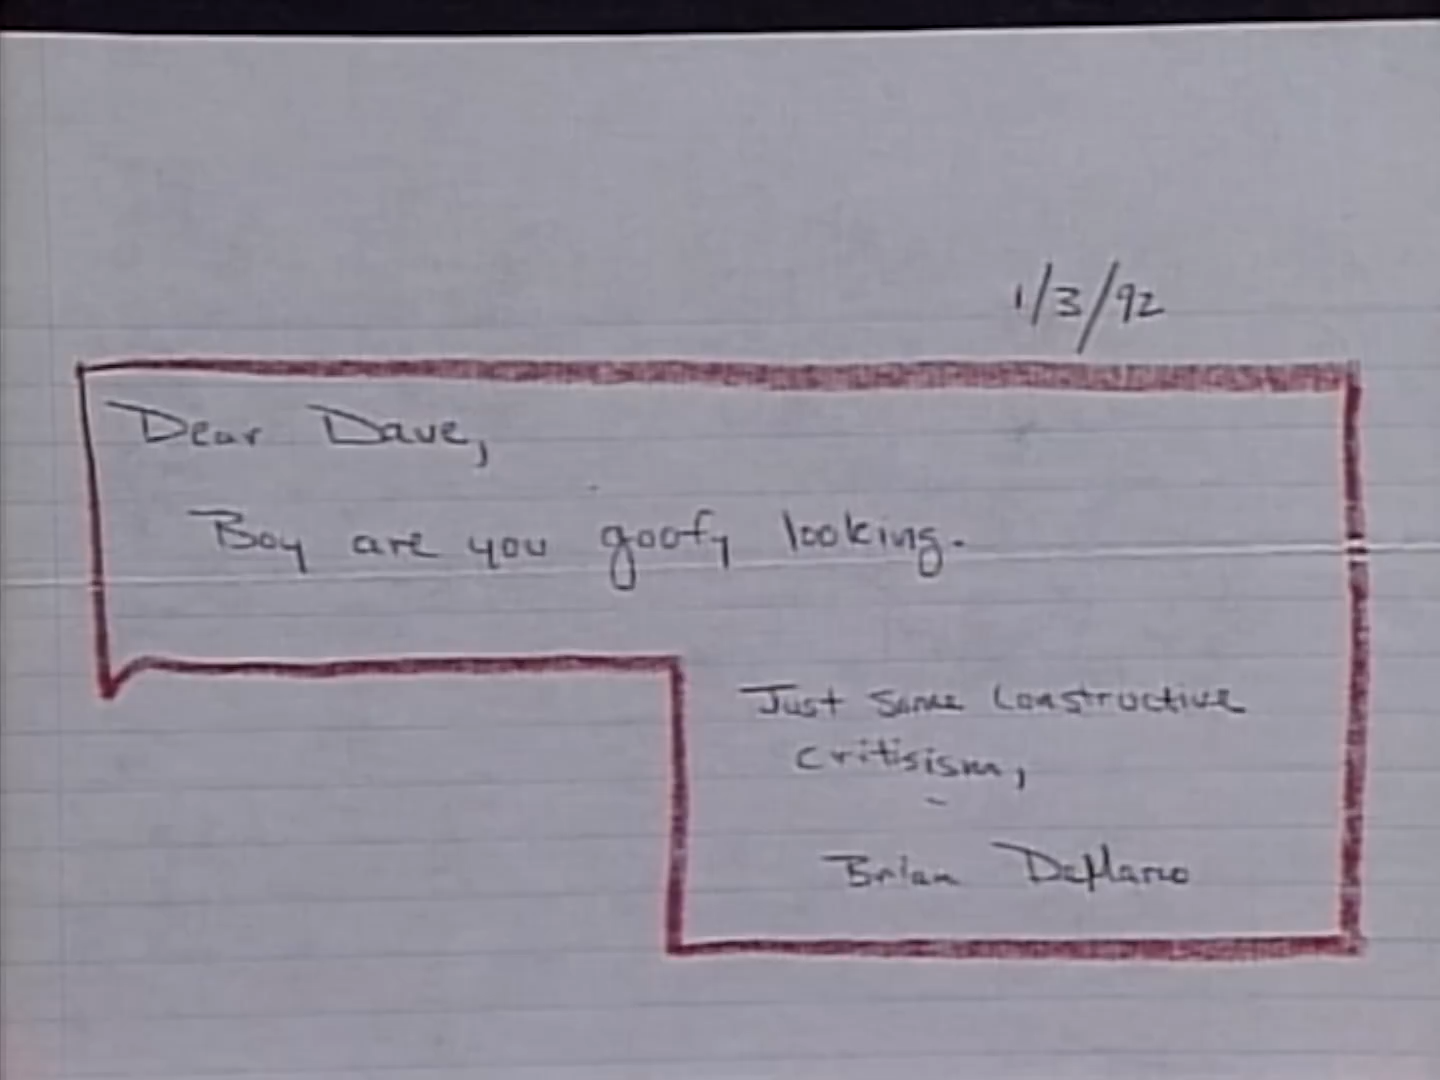 1/3/92
Dear Dave,
Boy are you goofy looking.
Just some constructive
critisism,
Brian DeMarco